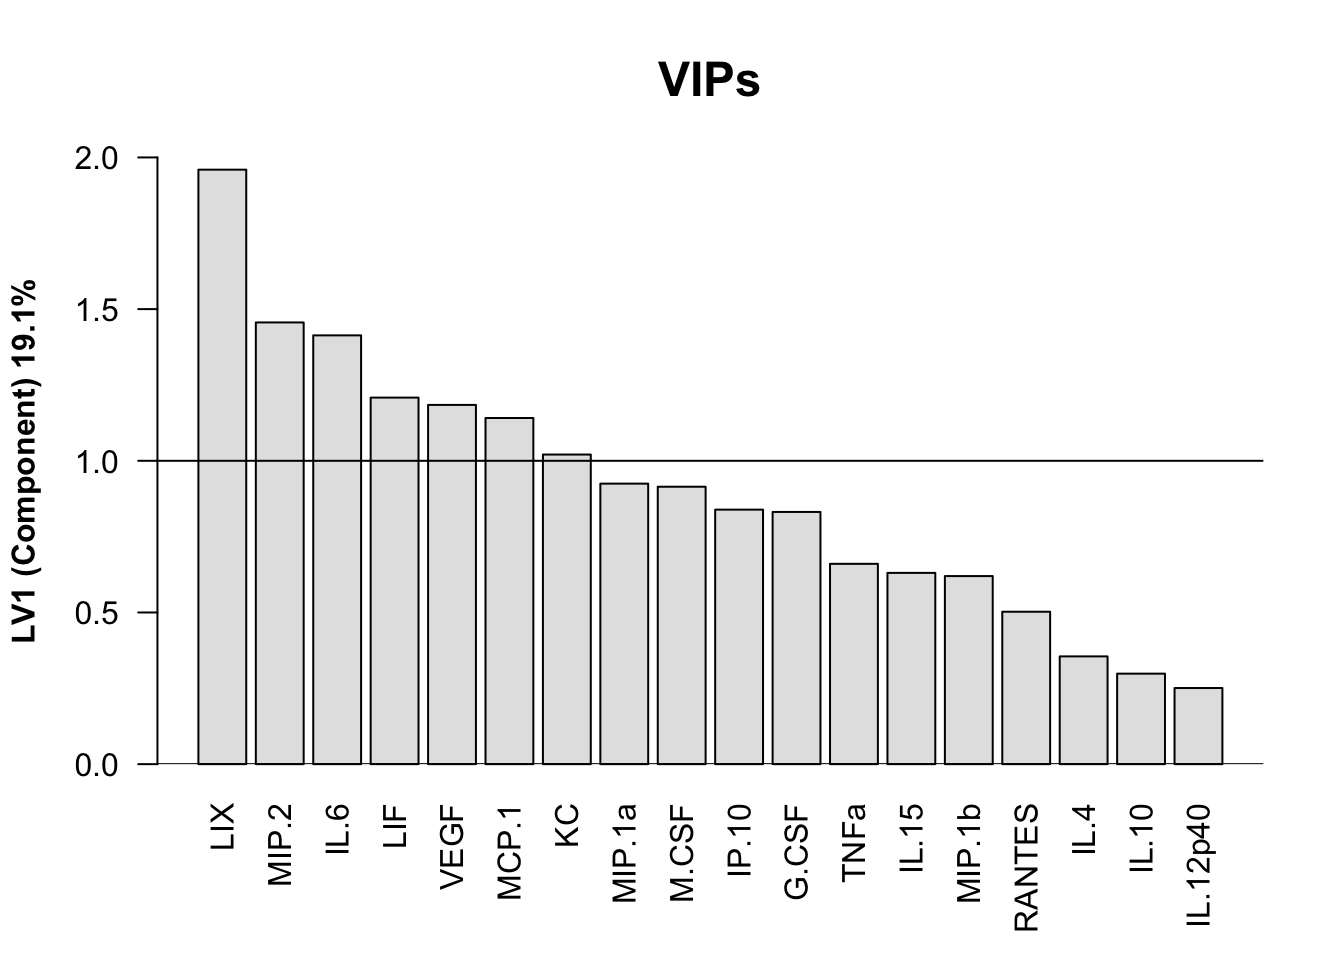 VIPs
LV1 (Component) 19.1%
2.0
1.5
1.0
0.5
0.0
LIX
MIP.2
IL.6
LIF
VEGF
MCP.1
KC
MIP.1a
M.CSF
IP.10
G.CSF
TNFa
IL.15
MIP.1b
RANTES
IL.4
IL.10
IL.12p40